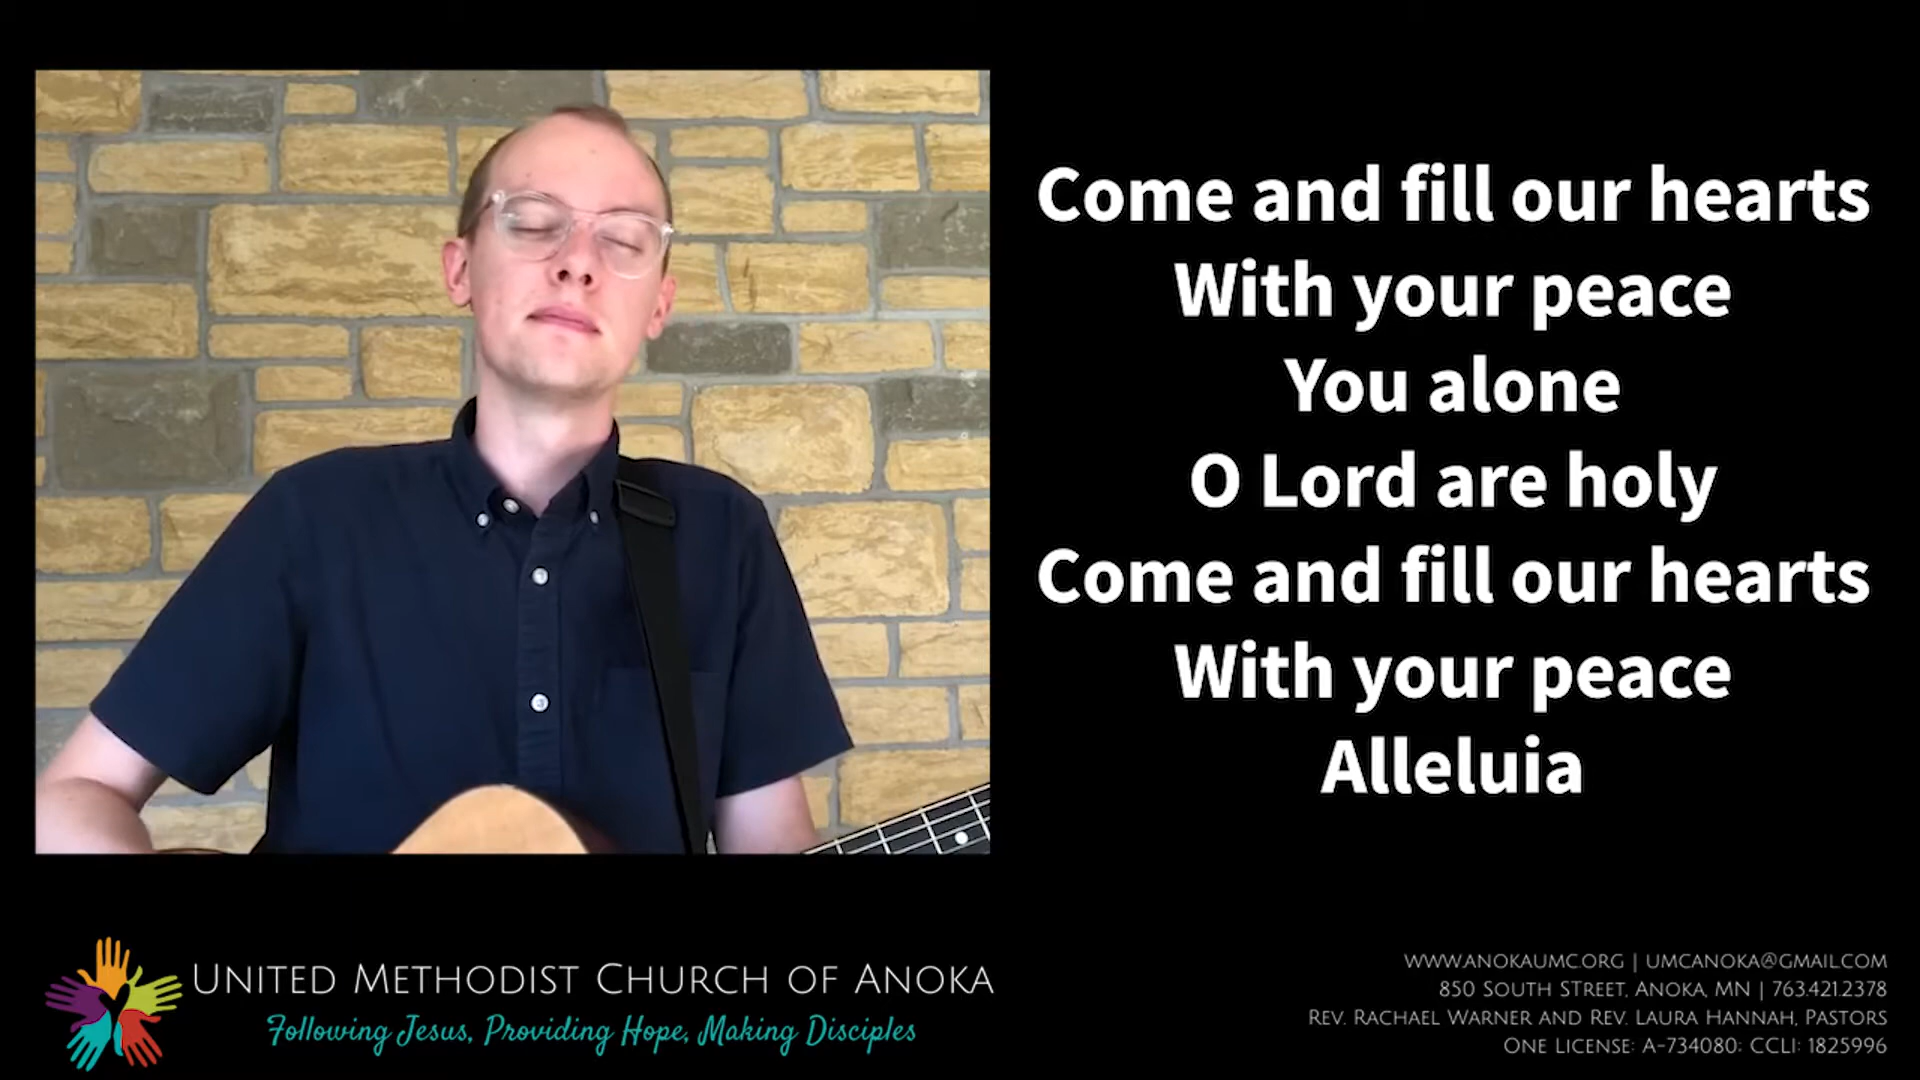 Come and fill our hearts
With your peace
You alone
O Lord are holy
Come and fill our hearts
With your peace
Alleluia
United Methodist Church of Anoka
Following Jesus, Providing Hope, Making Disciples
www.anokaumc.org | umcanoka@gmail.com
850 South Street, Anoka, MN | 763.421.2378
Rev. Rachael Warner and Rev. Laura Hannah, Pastors
One License: A-734080; CCLI: 1825996